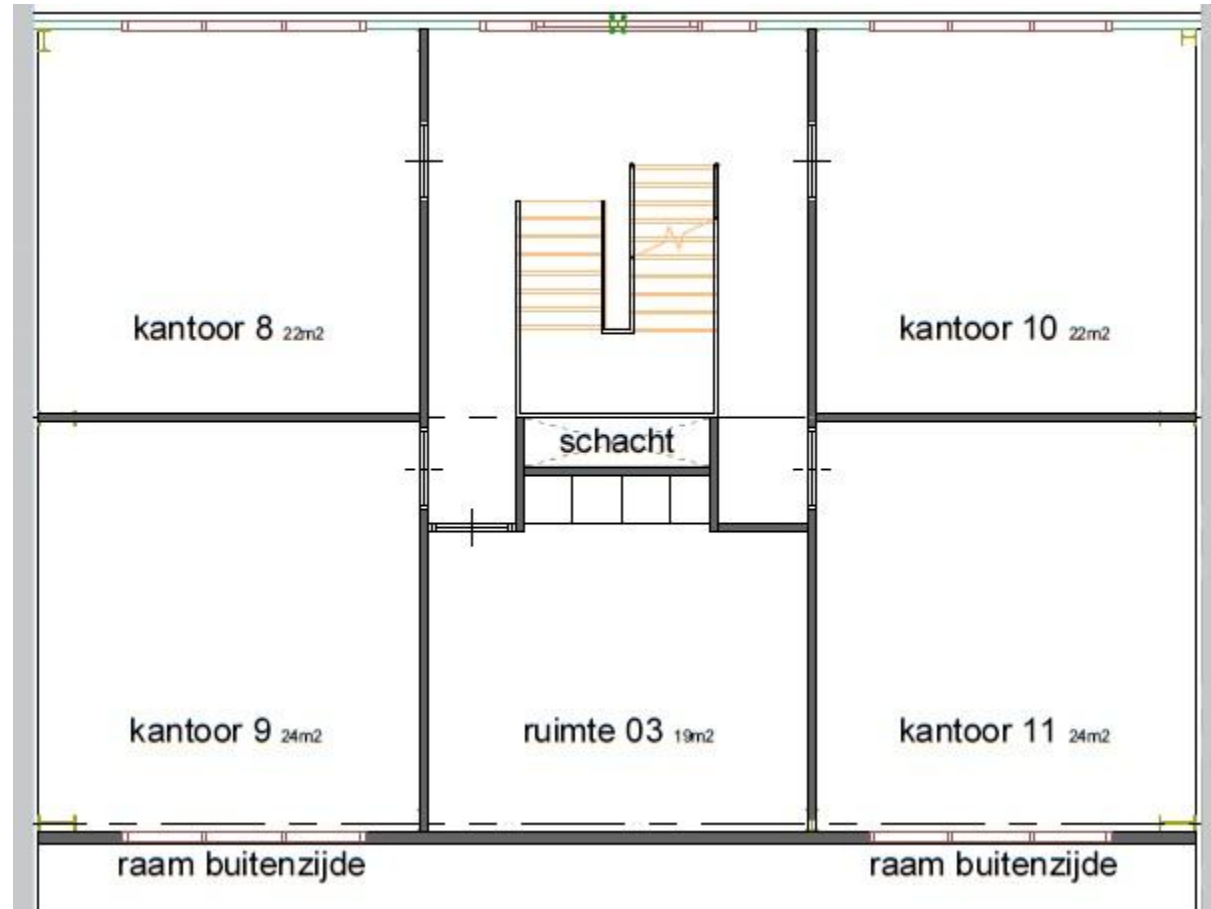 kantoor 8 22m2
kantoor 10 22m2
schacht
kantoor 9 24m2
ruimte 03 19m2
kantoor 11 24m2
raam buitenzijde
raam buitenzijde